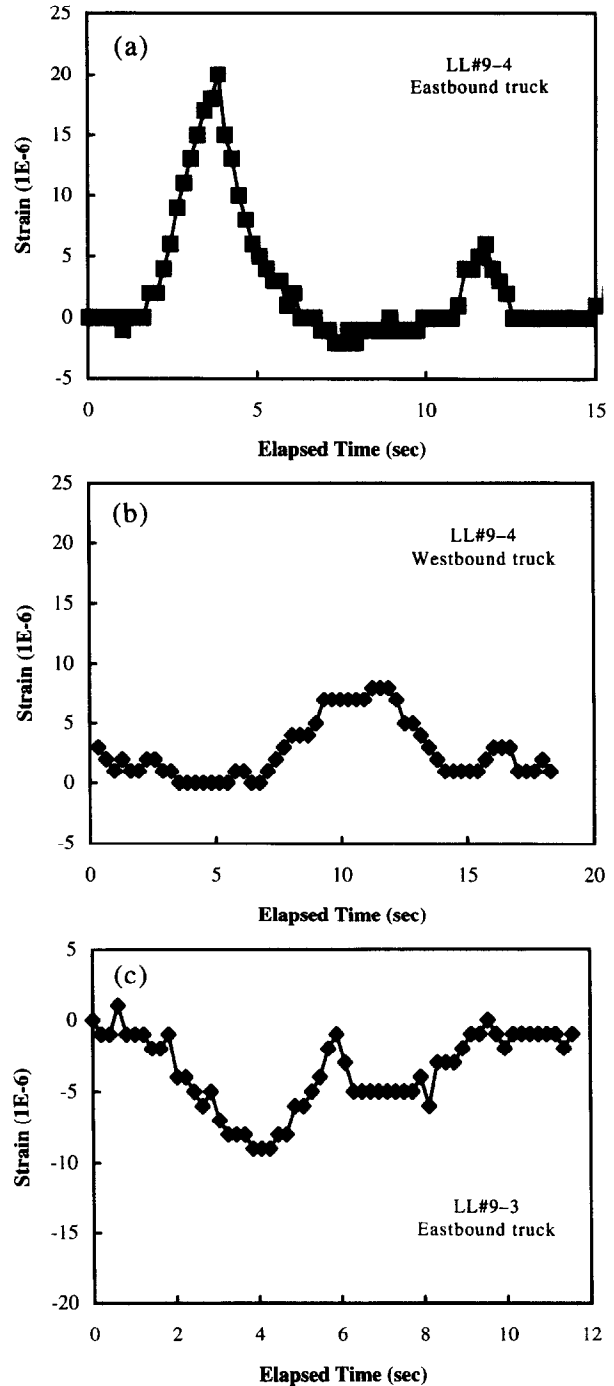 (a)
LL#9-4
Eastbound truck
Strain (1E-6)
25
20
15
10
5
0
-5
0 5 10 15
Elapsed Time (sec)
(b)
LL#9-4
Westbound truck
Strain (1E-6)
25
20
15
10
5
0
-5
0 5 10 15 20
Elapsed Time (sec)
(c)
LL#9-3
Eastbound truck
Strain (1E-6)
5
0
-5
-10
-15
-20
0 2 4 6 8 10 12
Elapsed Time (sec)